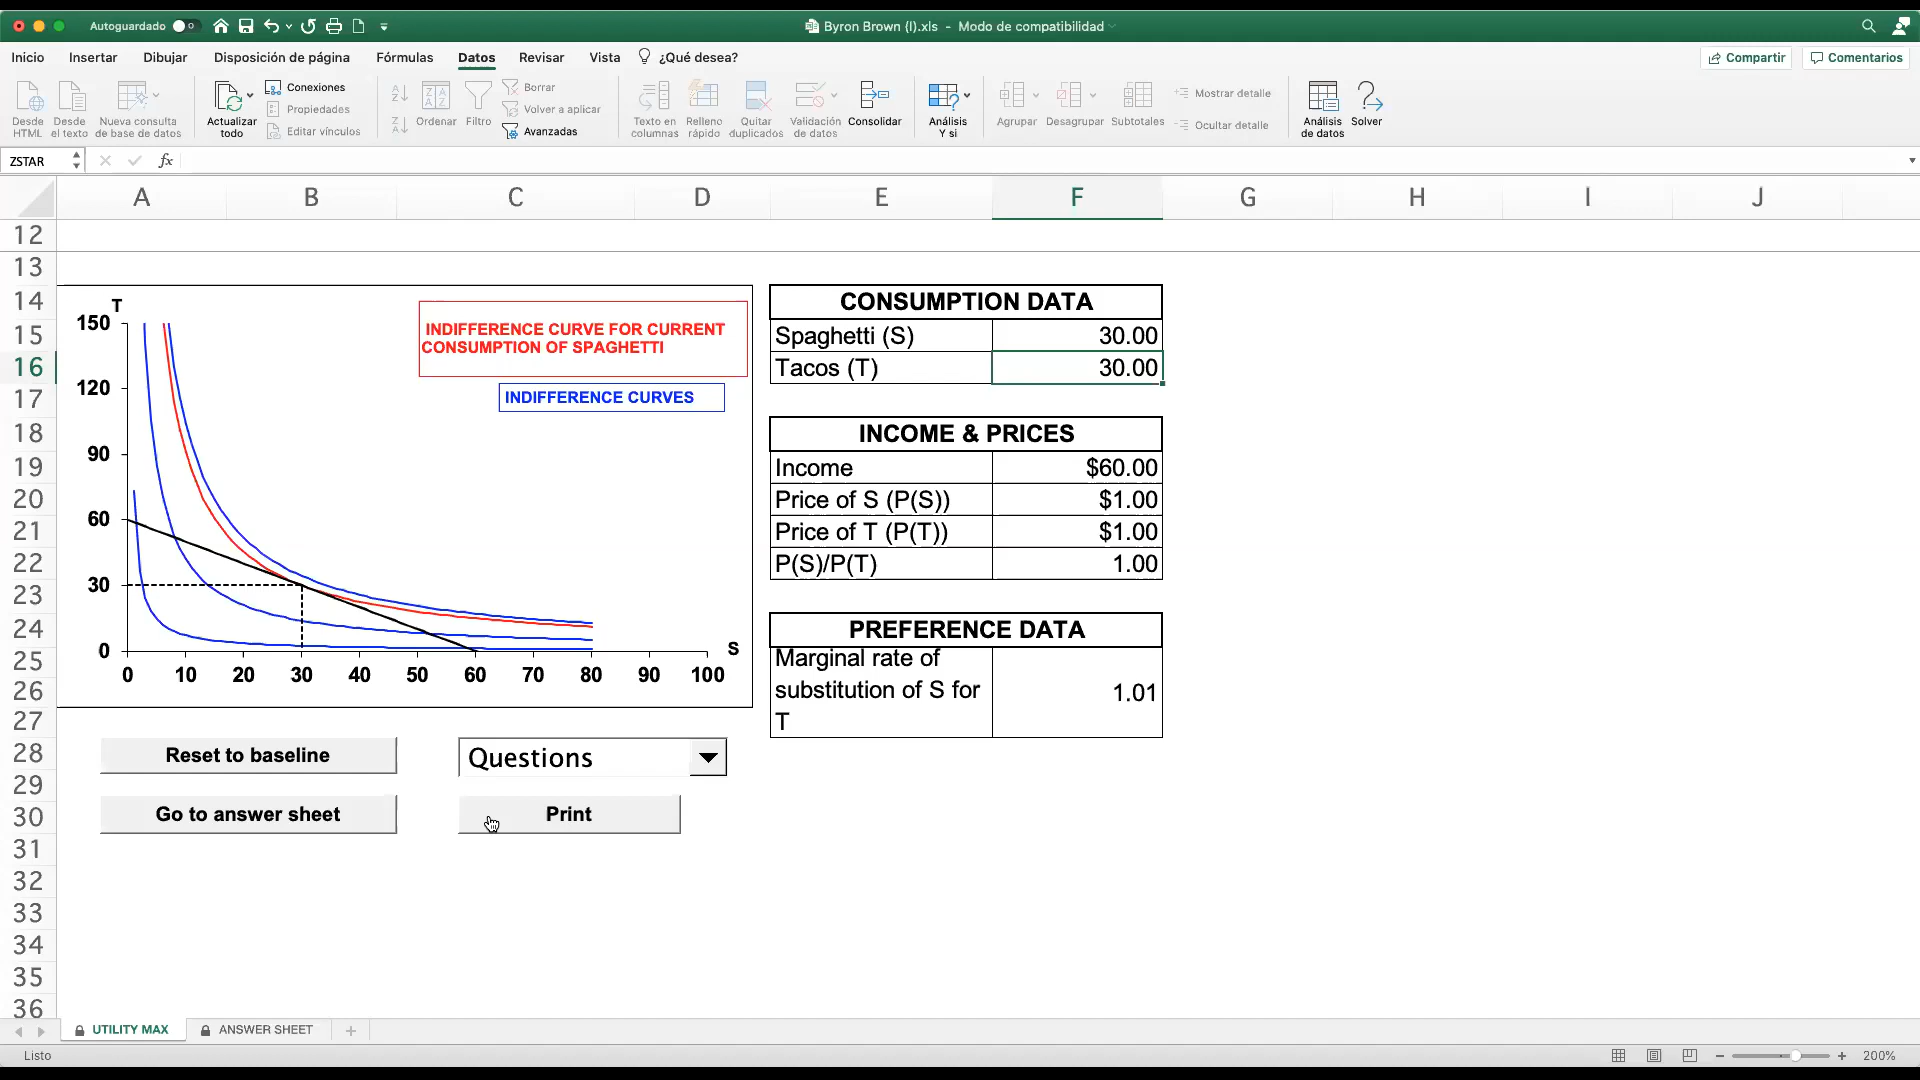 Autoguardado
Byron Brown (I).xls - Modo de compatibilidad
Inicio Insertar Dibujar Disposición de página Fórmulas Datos Revisar Vista ¿Qué desea? Compartir Comentarios
Desde HTML
Desde el texto
Nueva consulta de base de datos
Actualizar todo
Conexiones
Propiedades
Editar vínculos
Ordenar
Filtro
Borrar
Volver a aplicar
Avanzadas
Texto en columnas
Relleno rápido
Quitar duplicados
Validación de datos
Consolidar
Análisis Y si
Agrupar
Desagrupar
Subtotales
Mostrar detalle
Ocultar detalle
Análisis de datos
Solver
ZSTAR fx
A B C D E F G H I J
12
13
14
15
16
17
18
19
20
21
22
23
24
25
26
27
28
29
30
31
32
33
34
35
36
T
150
120
90
60
30
0
S
0 10 20 30 40 50 60 70 80 90 100
INDIFFERENCE CURVE FOR CURRENT
CONSUMPTION OF SPAGHETTI
INDIFFERENCE CURVES
Reset to baseline
Questions
Go to answer sheet
Print
CONSUMPTION DATA
Spaghetti (S) 30.00
Tacos (T) 30.00
INCOME & PRICES
Income $60.00
Price of S (P(S)) $1.00
Price of T (P(T)) $1.00
P(S)/P(T) 1.00
PREFERENCE DATA
Marginal rate of
substitution of S for 1.01
T
UTILITY MAX ANSWER SHEET
Listo 200%